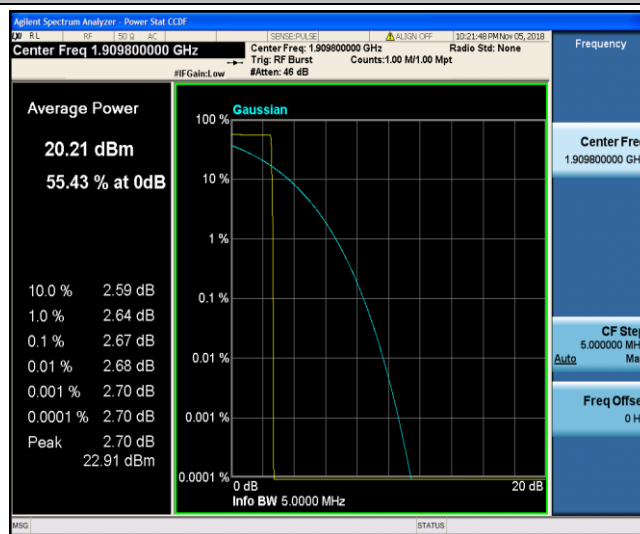 Agilent Spectrum Analyzer - Power Stat CCDF
RL RF 50 Ω AC SENSE:PULSE ALIGN OFF 10:21:48 PM Nov 05, 2018
Center Freq 1.909800000 GHz
Center Freq: 1.909800000 GHz Radio Std: None
Trig: RF Burst Counts:1.00 M/1.00 Mpt
#IFGain:Low #Atten: 46 dB
Frequency
Average Power
20.21 dBm
55.43 % at 0dB
10.0 % 2.59 dB
1.0 % 2.64 dB
0.1 % 2.67 dB
0.01 % 2.68 dB
0.001 % 2.70 dB
0.0001 % 2.70 dB
Peak 2.70 dB
22.91 dBm
Gaussian
100 %
10 %
1 %
0.1 %
0.01 %
0.001 %
0.0001 %
0 dB 20 dB
Info BW 5.0000 MHz
Center Fre
1.909800000 GH
CF Ste
5.000000 MH
Auto Ma
Freq Offse
0 H
MSG STATUS